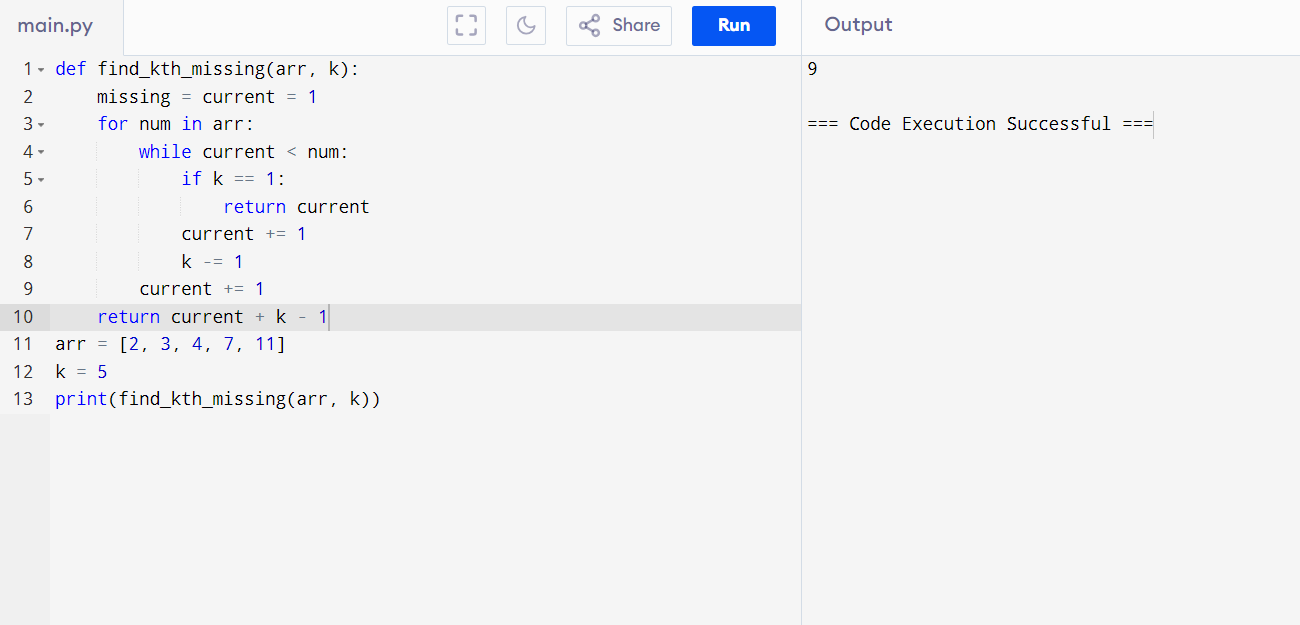 main.py
Share
Run
Output
1 def find_kth_missing(arr, k):
2     missing = current = 1
3     for num in arr:
4         while current < num:
5             if k == 1:
6                 return current
7             current += 1
8             k -= 1
9         current += 1
10     return current + k - 1
11 arr = [2, 3, 4, 7, 11]
12 k = 5
13 print(find_kth_missing(arr, k))
9
=== Code Execution Successful ===